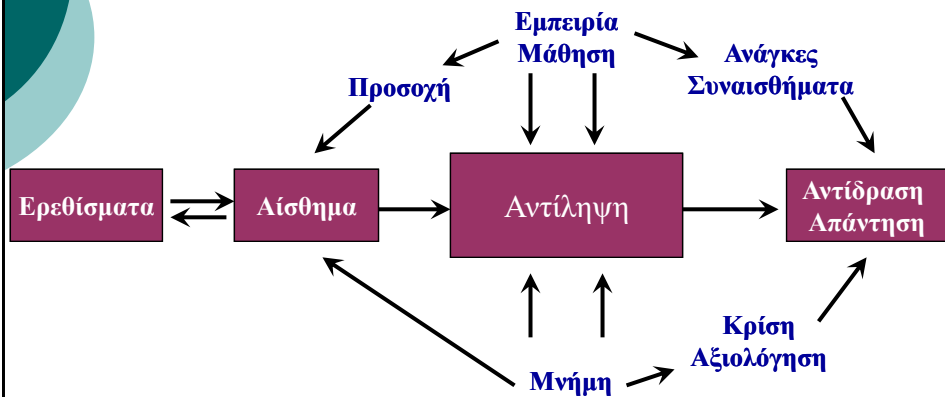 Εμπειρία
Μάθηση
Ανάγκες
Συναισθήματα
Προσοχή
Ερεθίσματα
Αίσθημα
Αντίληψη
Αντίδραση
Απάντηση
Κρίση
Αξιολόγηση
Μνήμη